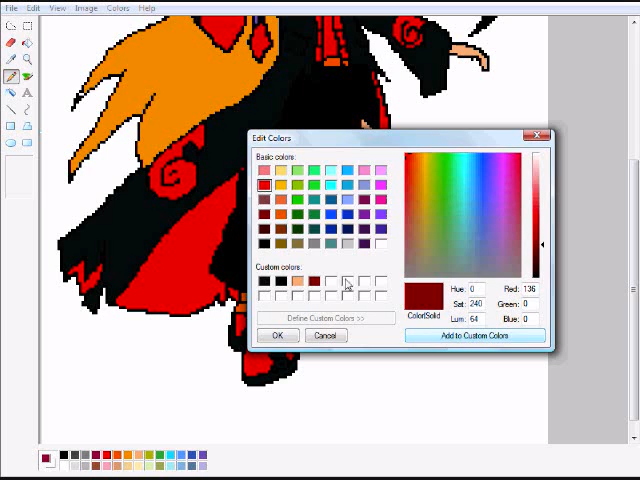 File Edit View Image Colors Help
Edit Colors
Basic colors:
Custom colors:
Define Custom Colors >>
OK Cancel
Color|Solid
Hue: 0 Red: 136
Sat: 240 Green: 0
Lum: 64 Blue: 0
Add to Custom Colors
A